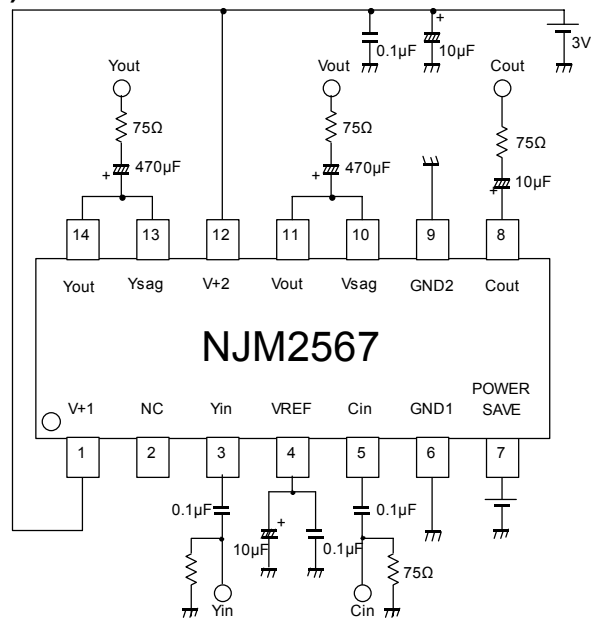 )
3V
0.1µF
+
10µF
Yout
Vout
Cout
75Ω
75Ω
75Ω
+
470µF
+
470µF
+
10µF
14
13
12
11
10
9
8
Yout
Ysag
V+2
Vout
Vsag
GND2
Cout
NJM2567
V+1
NC
Yin
VREF
Cin
GND1
POWER
SAVE
1
2
3
4
5
6
7
0.1µF
+
10µF
0.1µF
0.1µF
75Ω
Yin
Cin